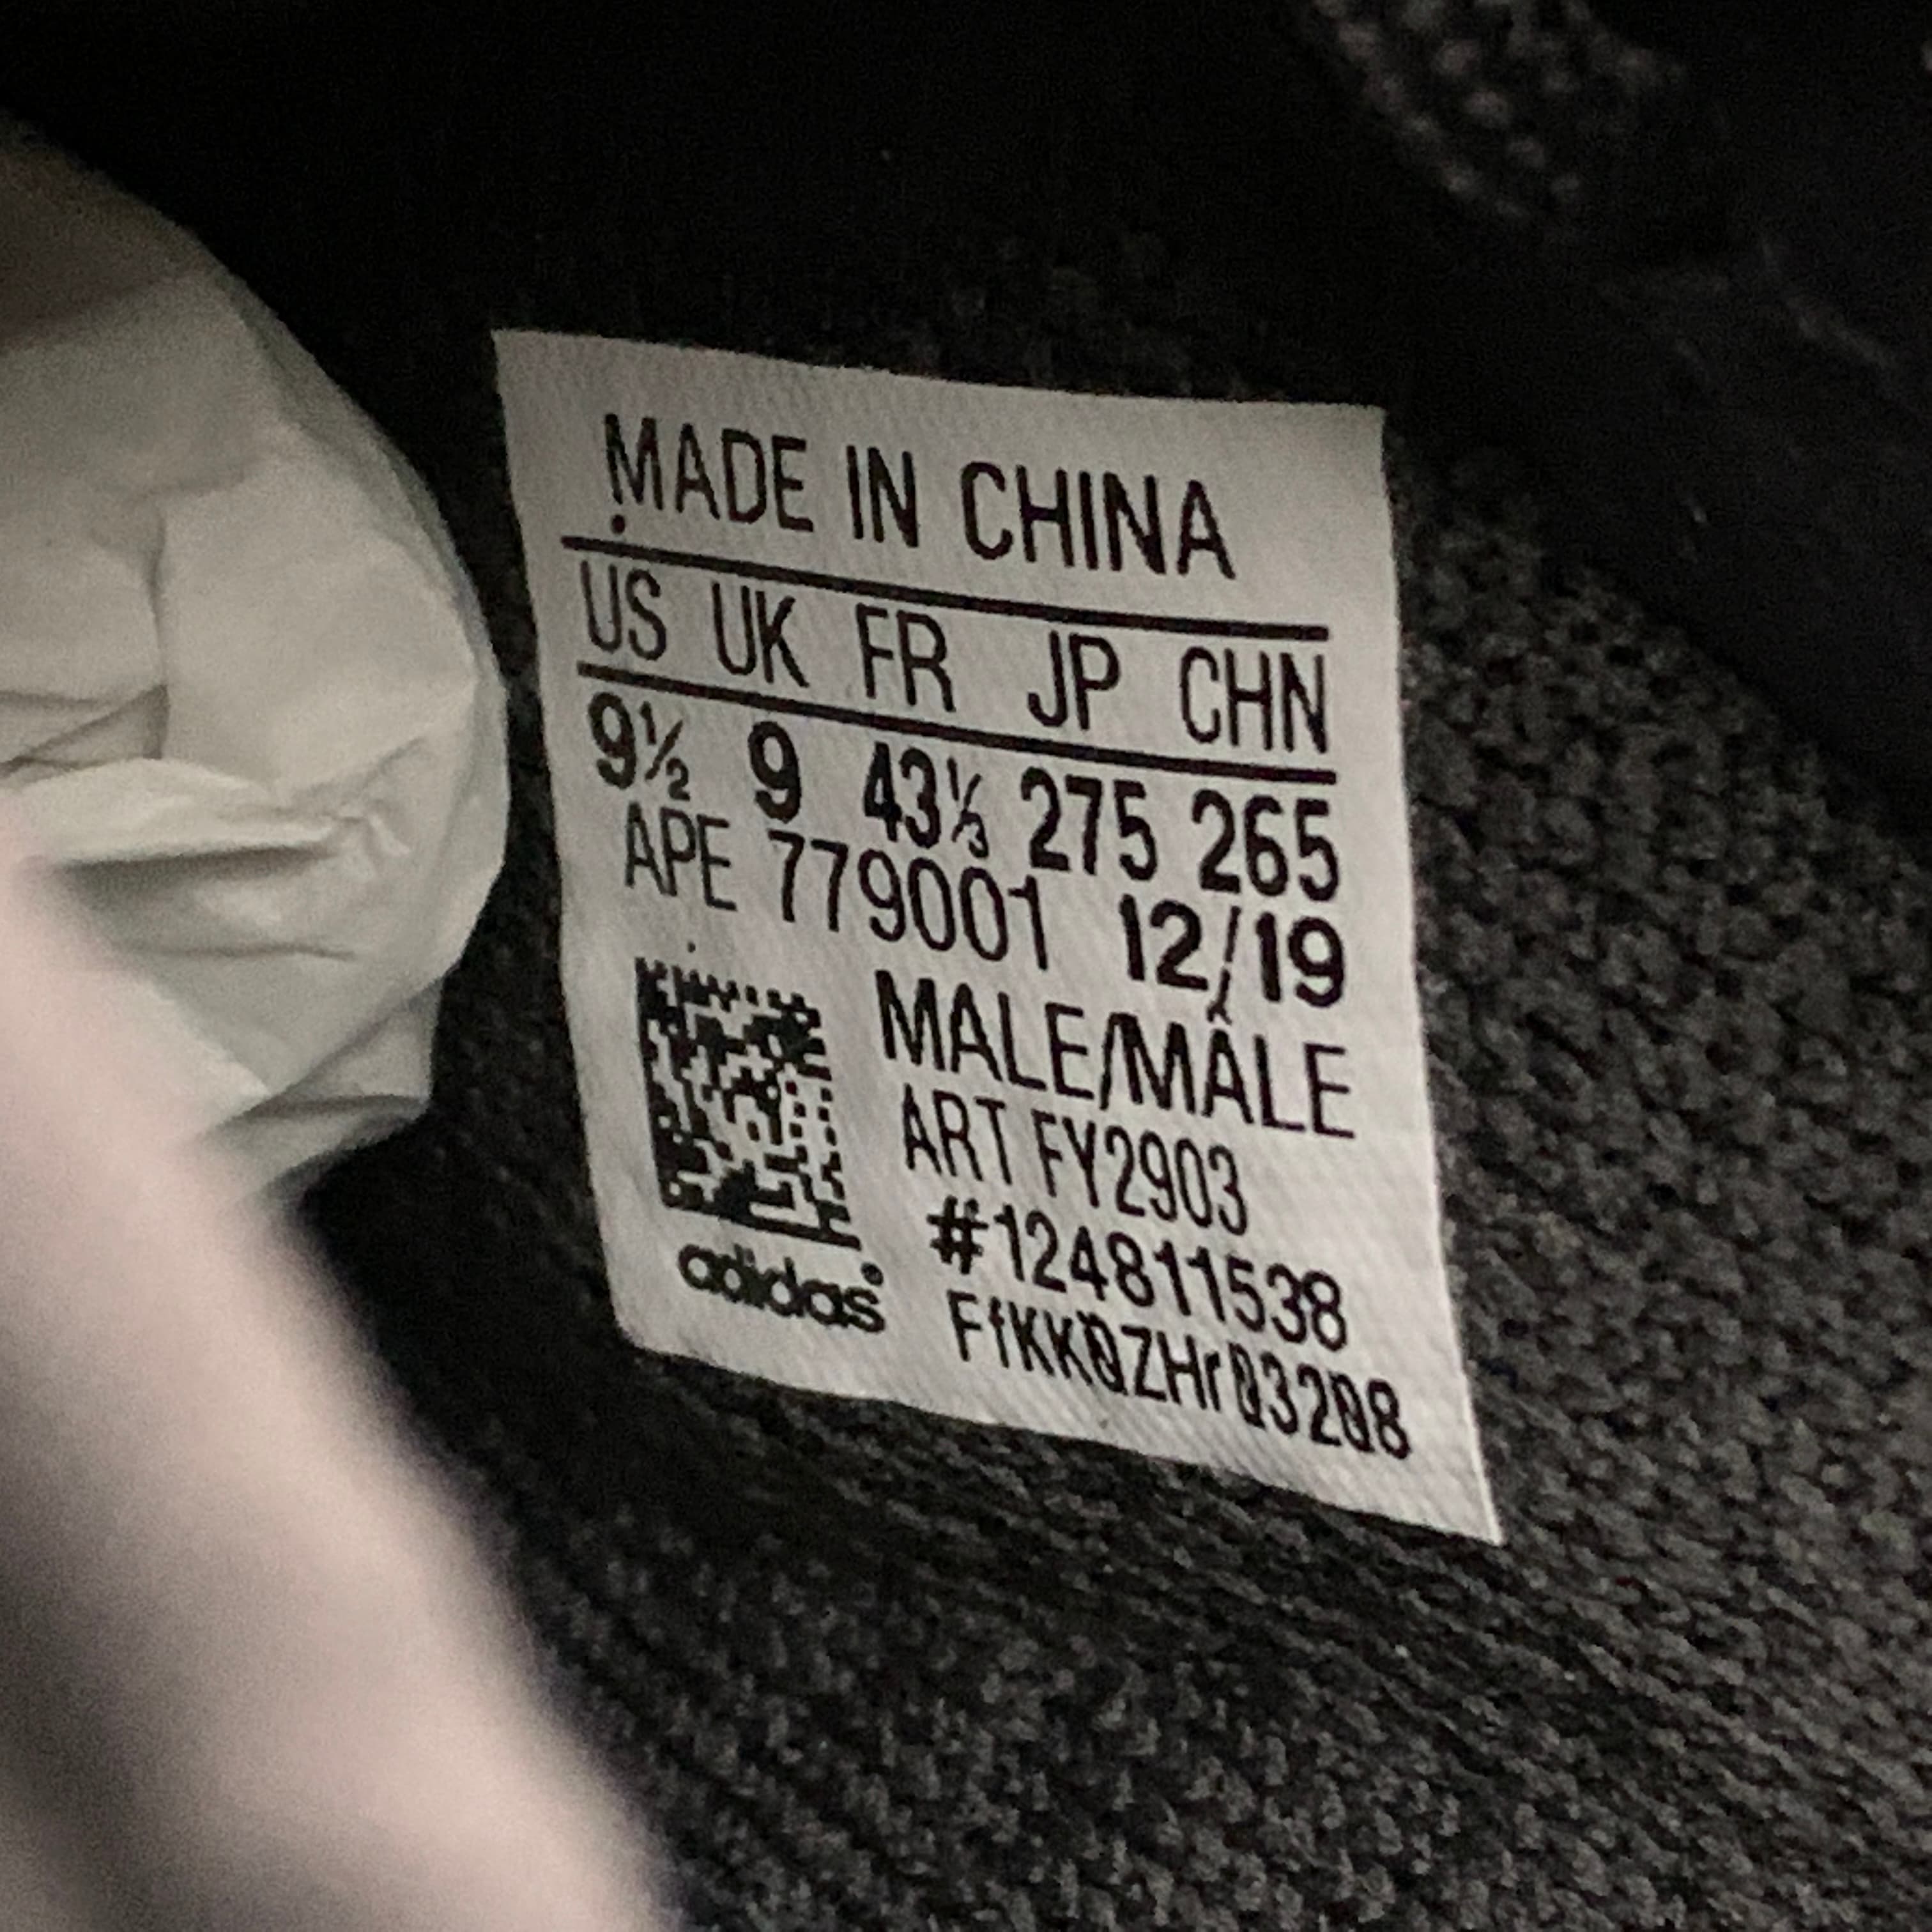 MADE IN CHINA
US UK FR JP CHN
9½ 9 43⅓ 275 265
APE 779001 12/19
MALE/MÂLE
ART FY2903
#124811538
FfKK0ZHr03208
adidas